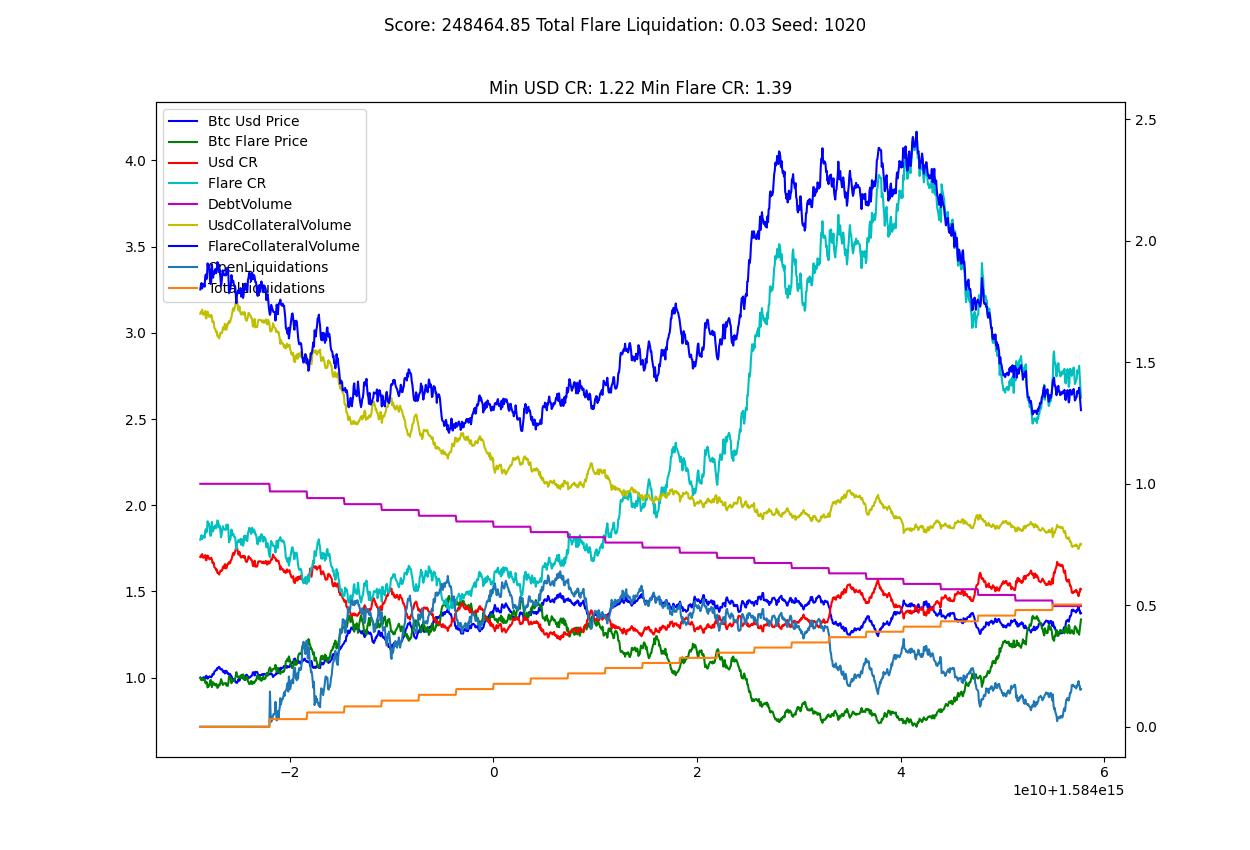 Score: 248464.85 Total Flare Liquidation: 0.03 Seed: 1020
Min USD CR: 1.22 Min Flare CR: 1.39
Btc Usd Price
Btc Flare Price
Usd CR
Flare CR
DebtVolume
UsdCollateralVolume
FlareCollateralVolume
OpenLiquidations
TotalLiquidations
4.0
3.5
3.0
2.5
2.0
1.5
1.0
2.5
2.0
1.5
1.0
0.5
0.0
−2
0
2
4
6
1e10+1.584e15